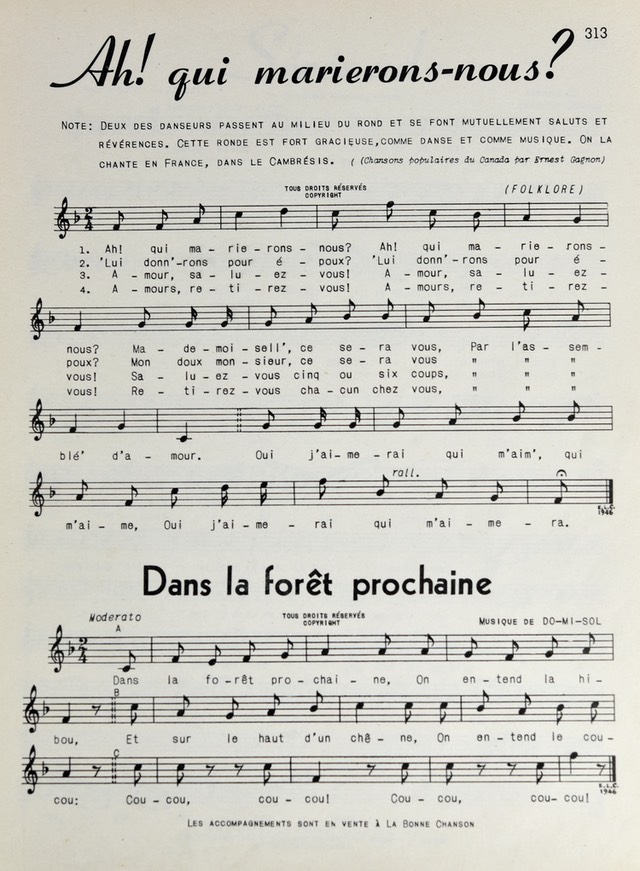 313
Ah! qui marierons-nous?
NOTE: DEUX DES DANSEURS PASSENT AU MILIEU DU ROND ET SE FONT MUTUELLEMENT SALUTS ET
RÉVÉRENCES. CETTE RONDE EST FORT GRACIEUSE,COMME DANSE ET COMME MUSIQUE. ON LA
CHANTE EN FRANCE, DANS LE CAMBRÉSIS. ( (Chansons populaires du Canada par Ernest Gagnon)
TOUS DROITS RÉSERVÉS
COPYRIGHT
(FOLKLORE)
1. Ah! qui ma - rie - rons - nous? Ah! qui ma - rie - rons -
2. 'Lui donn'-rons pour é - poux? 'Lui donn'-rons pour é -
3. A - mour, sa - lu - ez - vous! A - mour, sa - lu - ez -
4. A - mours, re - ti - rez - vous! A - mours, re - ti - rez -
nous? Ma - de - moi - sell', ce se - ra vous, Par l'as - sem -
poux? Mon doux mon - sieur, ce se - ra vous " " "
vous! Sa - lu - ez - vous cinq ou six coups, " " "
vous! Re - ti - rez - vous cha - cun chez vous, " " "
blé' d'a - mour. Oui j'ai - me - rai qui m'aim', qui
rall.
m'ai - me, Oui j'ai - me - rai qui m'ai - me - ra.
E.L.C.
1946
Dans la forêt prochaine
Moderato
TOUS DROITS RÉSERVÉS
COPYRIGHT
MUSIQUE DE DO-MI-SOL
A
Dans la fo - rêt pro - chai - ne, On en - tend la hi -
B
bou, Et sur le haut d'un chê - ne, On en - tend le cou -
C
cou: Cou - cou, cou - cou! Cou - cou, cou - cou!
E.L.C.
1946
LES ACCOMPAGNEMENTS SONT EN VENTE À LA BONNE CHANSON